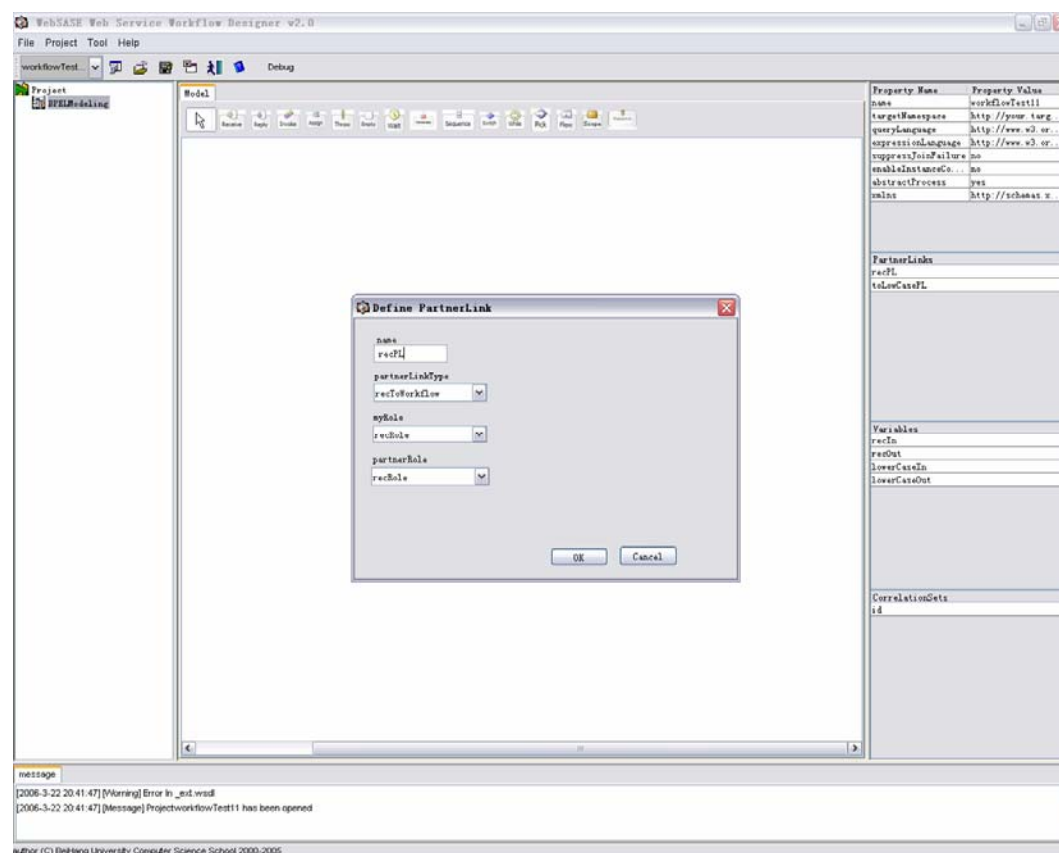 WebSASE Web Service Workflow Designer v2.0
File Project Tool Help
workflowTest... Debug
Project
BPELModeling
Model
Receive Reply Invoke Assign Throw Empty Wait Sequence Switch While Pick Flow Scope
Property Name Property Value
name workflowTest11
targetNamespace http://your.targ...
queryLanguage http://www.w3.or...
expressionLanguage http://www.w3.or...
suppressJoinFailure no
enableInstanceCo... no
abstractProcess yes
xmlns http://schemas.x...
PartnerLinks
recPL
toLowCasePL
Define PartnerLink
name
recPL
partnerLinkType
recToWorkflow
myRole
recRole
partnerRole
recRole
OK Cancel
Variables
recIn
recOut
lowerCaseIn
lowerCaseOut
CorrelationSets
id
message
[2006-3-22 20:41:47] [Warning] Error In _ext.wsdl
[2006-3-22 20:41:47] [Message] ProjectworkflowTest11 has been opened
author (C) BeiHang University Computer Science School 2000-2005